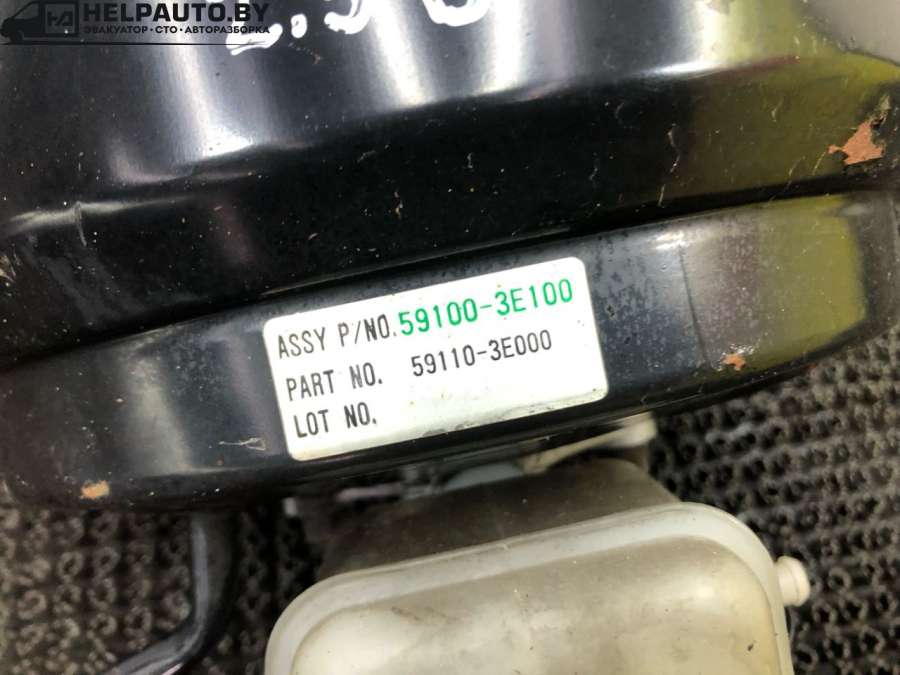 HELPAUTO.BY
ЭВАКУАТОР·СТО·АВТОРАЗБОРКА
ASSY P/NO.59100-3E100
PART NO. 59110-3E000
LOT NO.